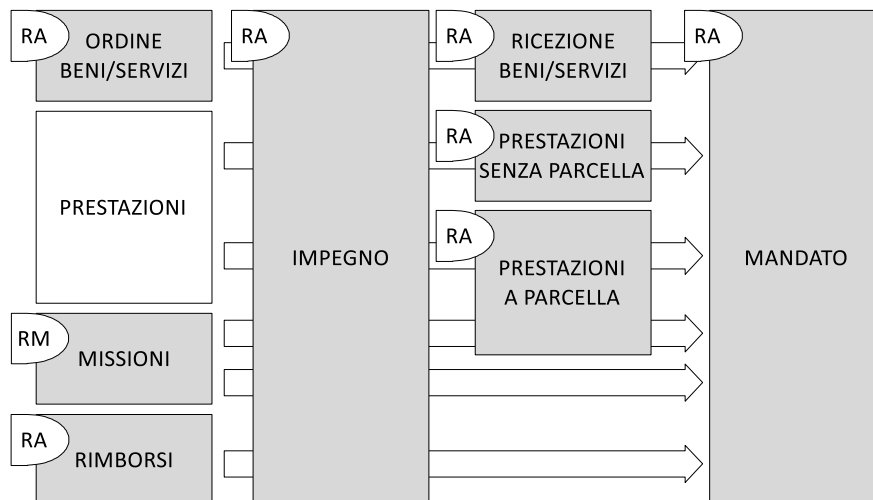 RA
ORDINE
BENI/SERVIZI
RA
RA
RICEZIONE
BENI/SERVIZI
RA
PRESTAZIONI
RA
PRESTAZIONI
SENZA PARCELLA
IMPEGNO
RA
PRESTAZIONI
A PARCELLA
MANDATO
RM
MISSIONI
RA
RIMBORSI